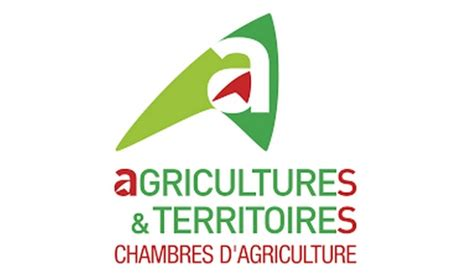 a
aGRICULTURES
& TERRITOIRES
CHAMBRES D'AGRICULTURE